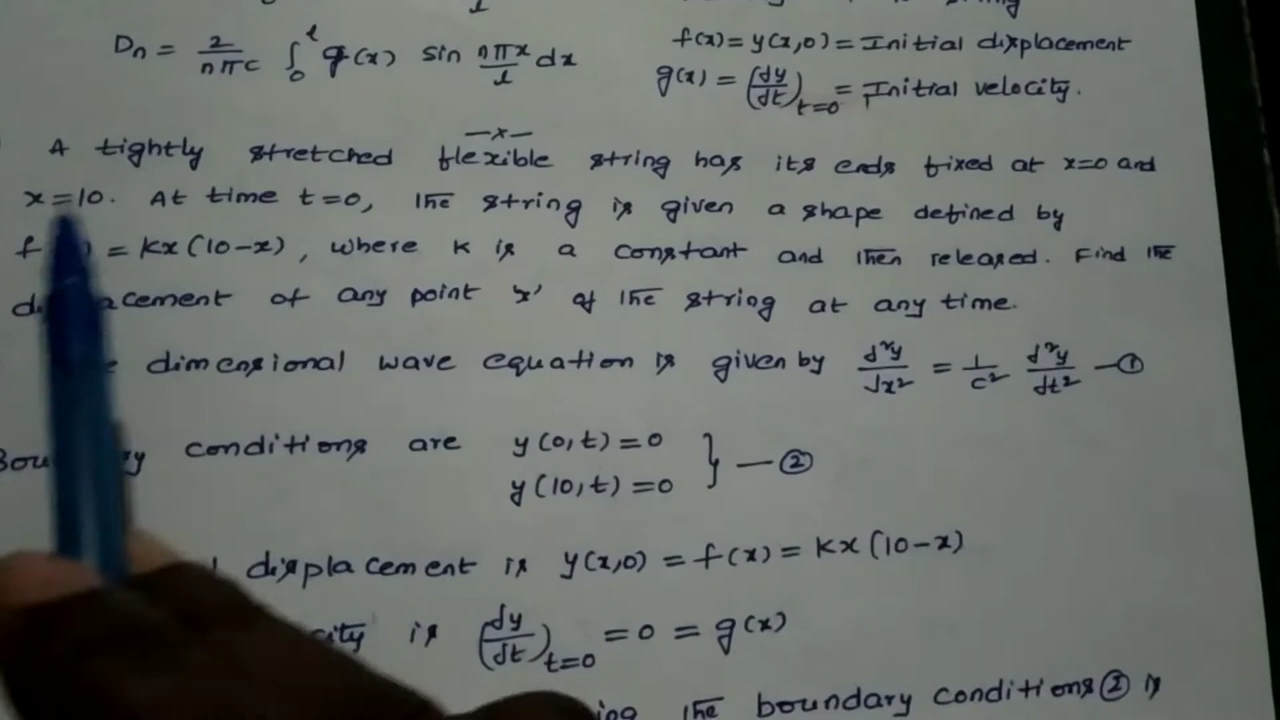 Dn = 2/nπc ∫₀ˡ g(x) sin nπx/l dx
f(x) = y(x,0) = Initial displacement
g(x) = (dy/dt)t=0 = Initial velocity.
—x—
A tightly stretched flexible string has its ends fixed at x=0 and
x=10. At time t=0, the string is given a shape defined by
f = Kx(10-x), where K is a constant and then released. Find the
of any point 'x' of the string at any time.
dimensional wave equation is given by d²y/dx² = 1/c² d²y/dt² — ①
conditions are y(0,t)=0
y(10,t)=0 } — ②
displacement is y(x,0) = f(x) = Kx(10-x)
is (dy/dt)t=0 = 0 = g(x)
the boundary conditions ② is